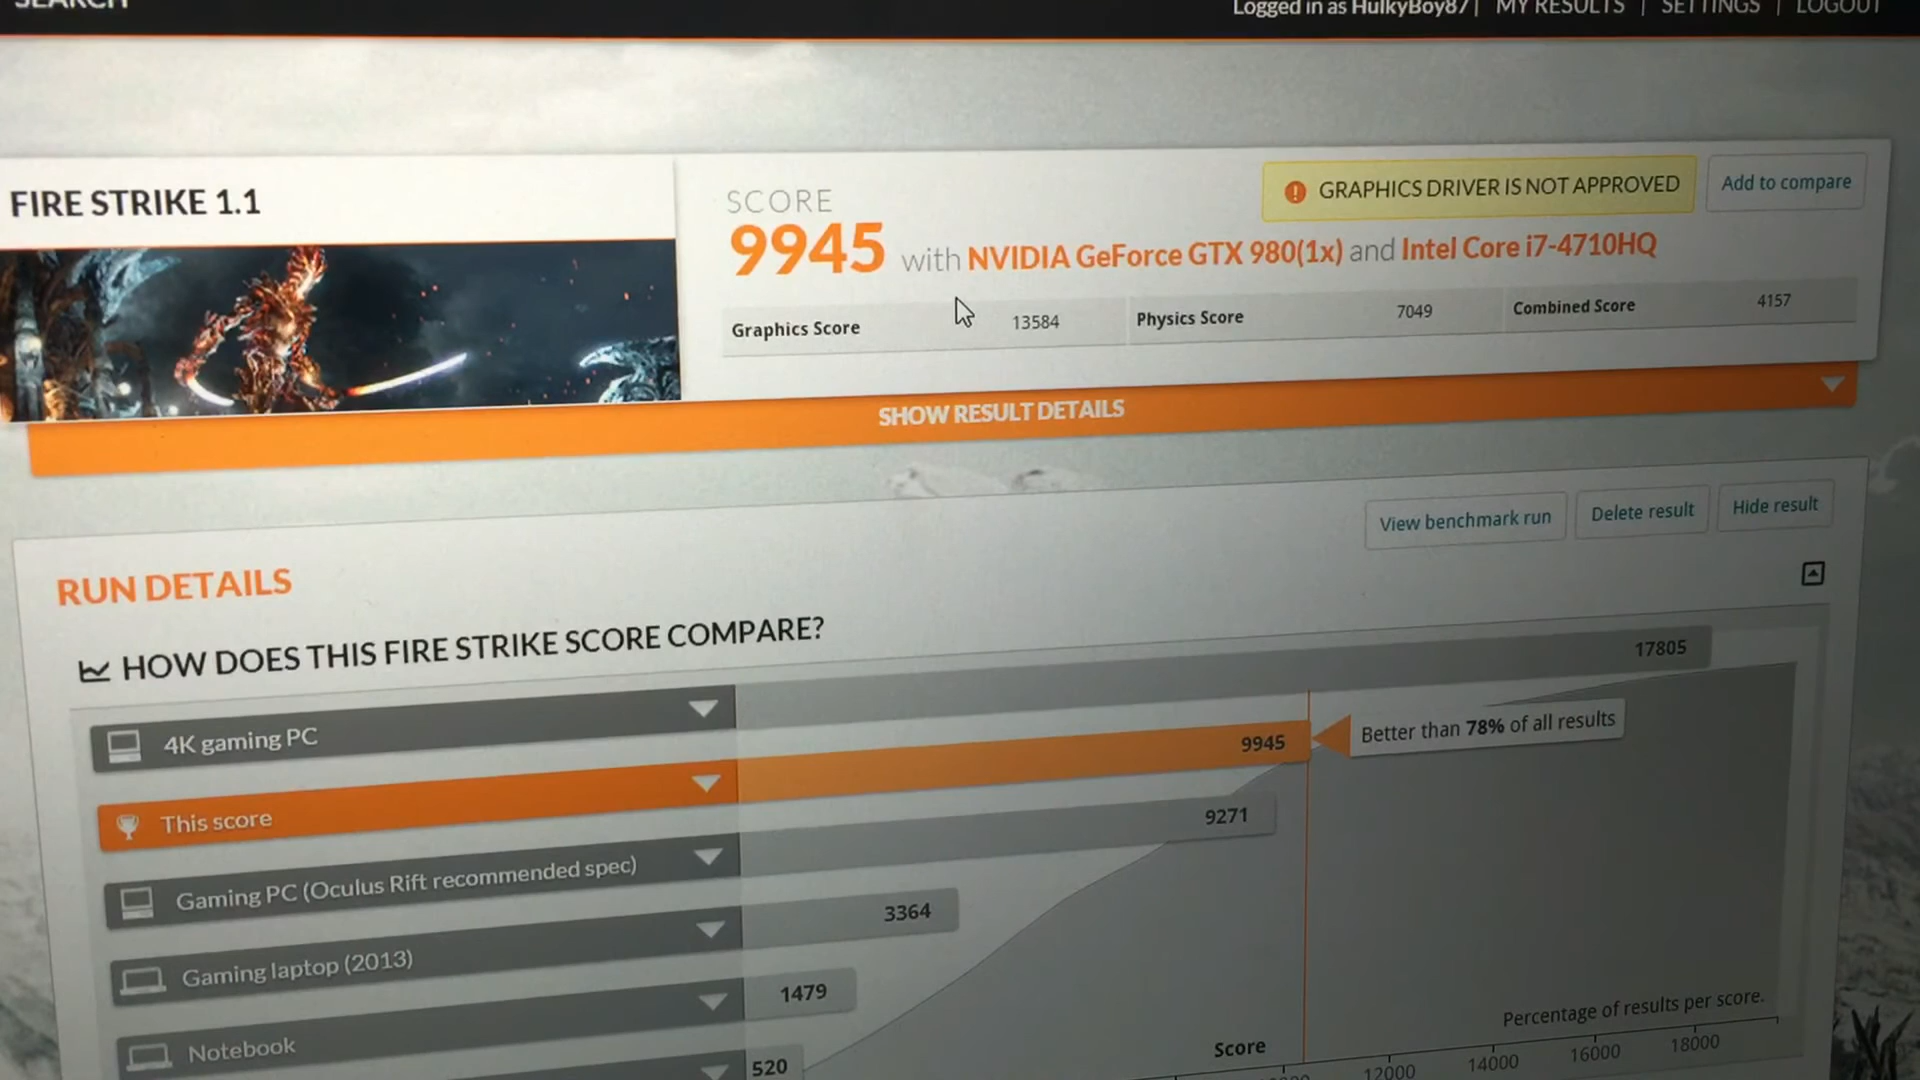 SEARCH
Logged in as HulkyBoy87 | MY RESULTS | SETTINGS | LOGOUT
FIRE STRIKE 1.1
SCORE
GRAPHICS DRIVER IS NOT APPROVED
Add to compare
9945 with NVIDIA GeForce GTX 980(1x) and Intel Core i7-4710HQ
Graphics Score 13584 Physics Score 7049 Combined Score 4157
SHOW RESULT DETAILS
View benchmark run Delete result Hide result
RUN DETAILS
HOW DOES THIS FIRE STRIKE SCORE COMPARE?
4K gaming PC 17805
This score 9945
Better than 78% of all results
Gaming PC (Oculus Rift recommended spec) 9271
Gaming laptop (2013) 3364
Notebook 1479
520
Percentage of results per score.
Score
12000 14000 16000 18000